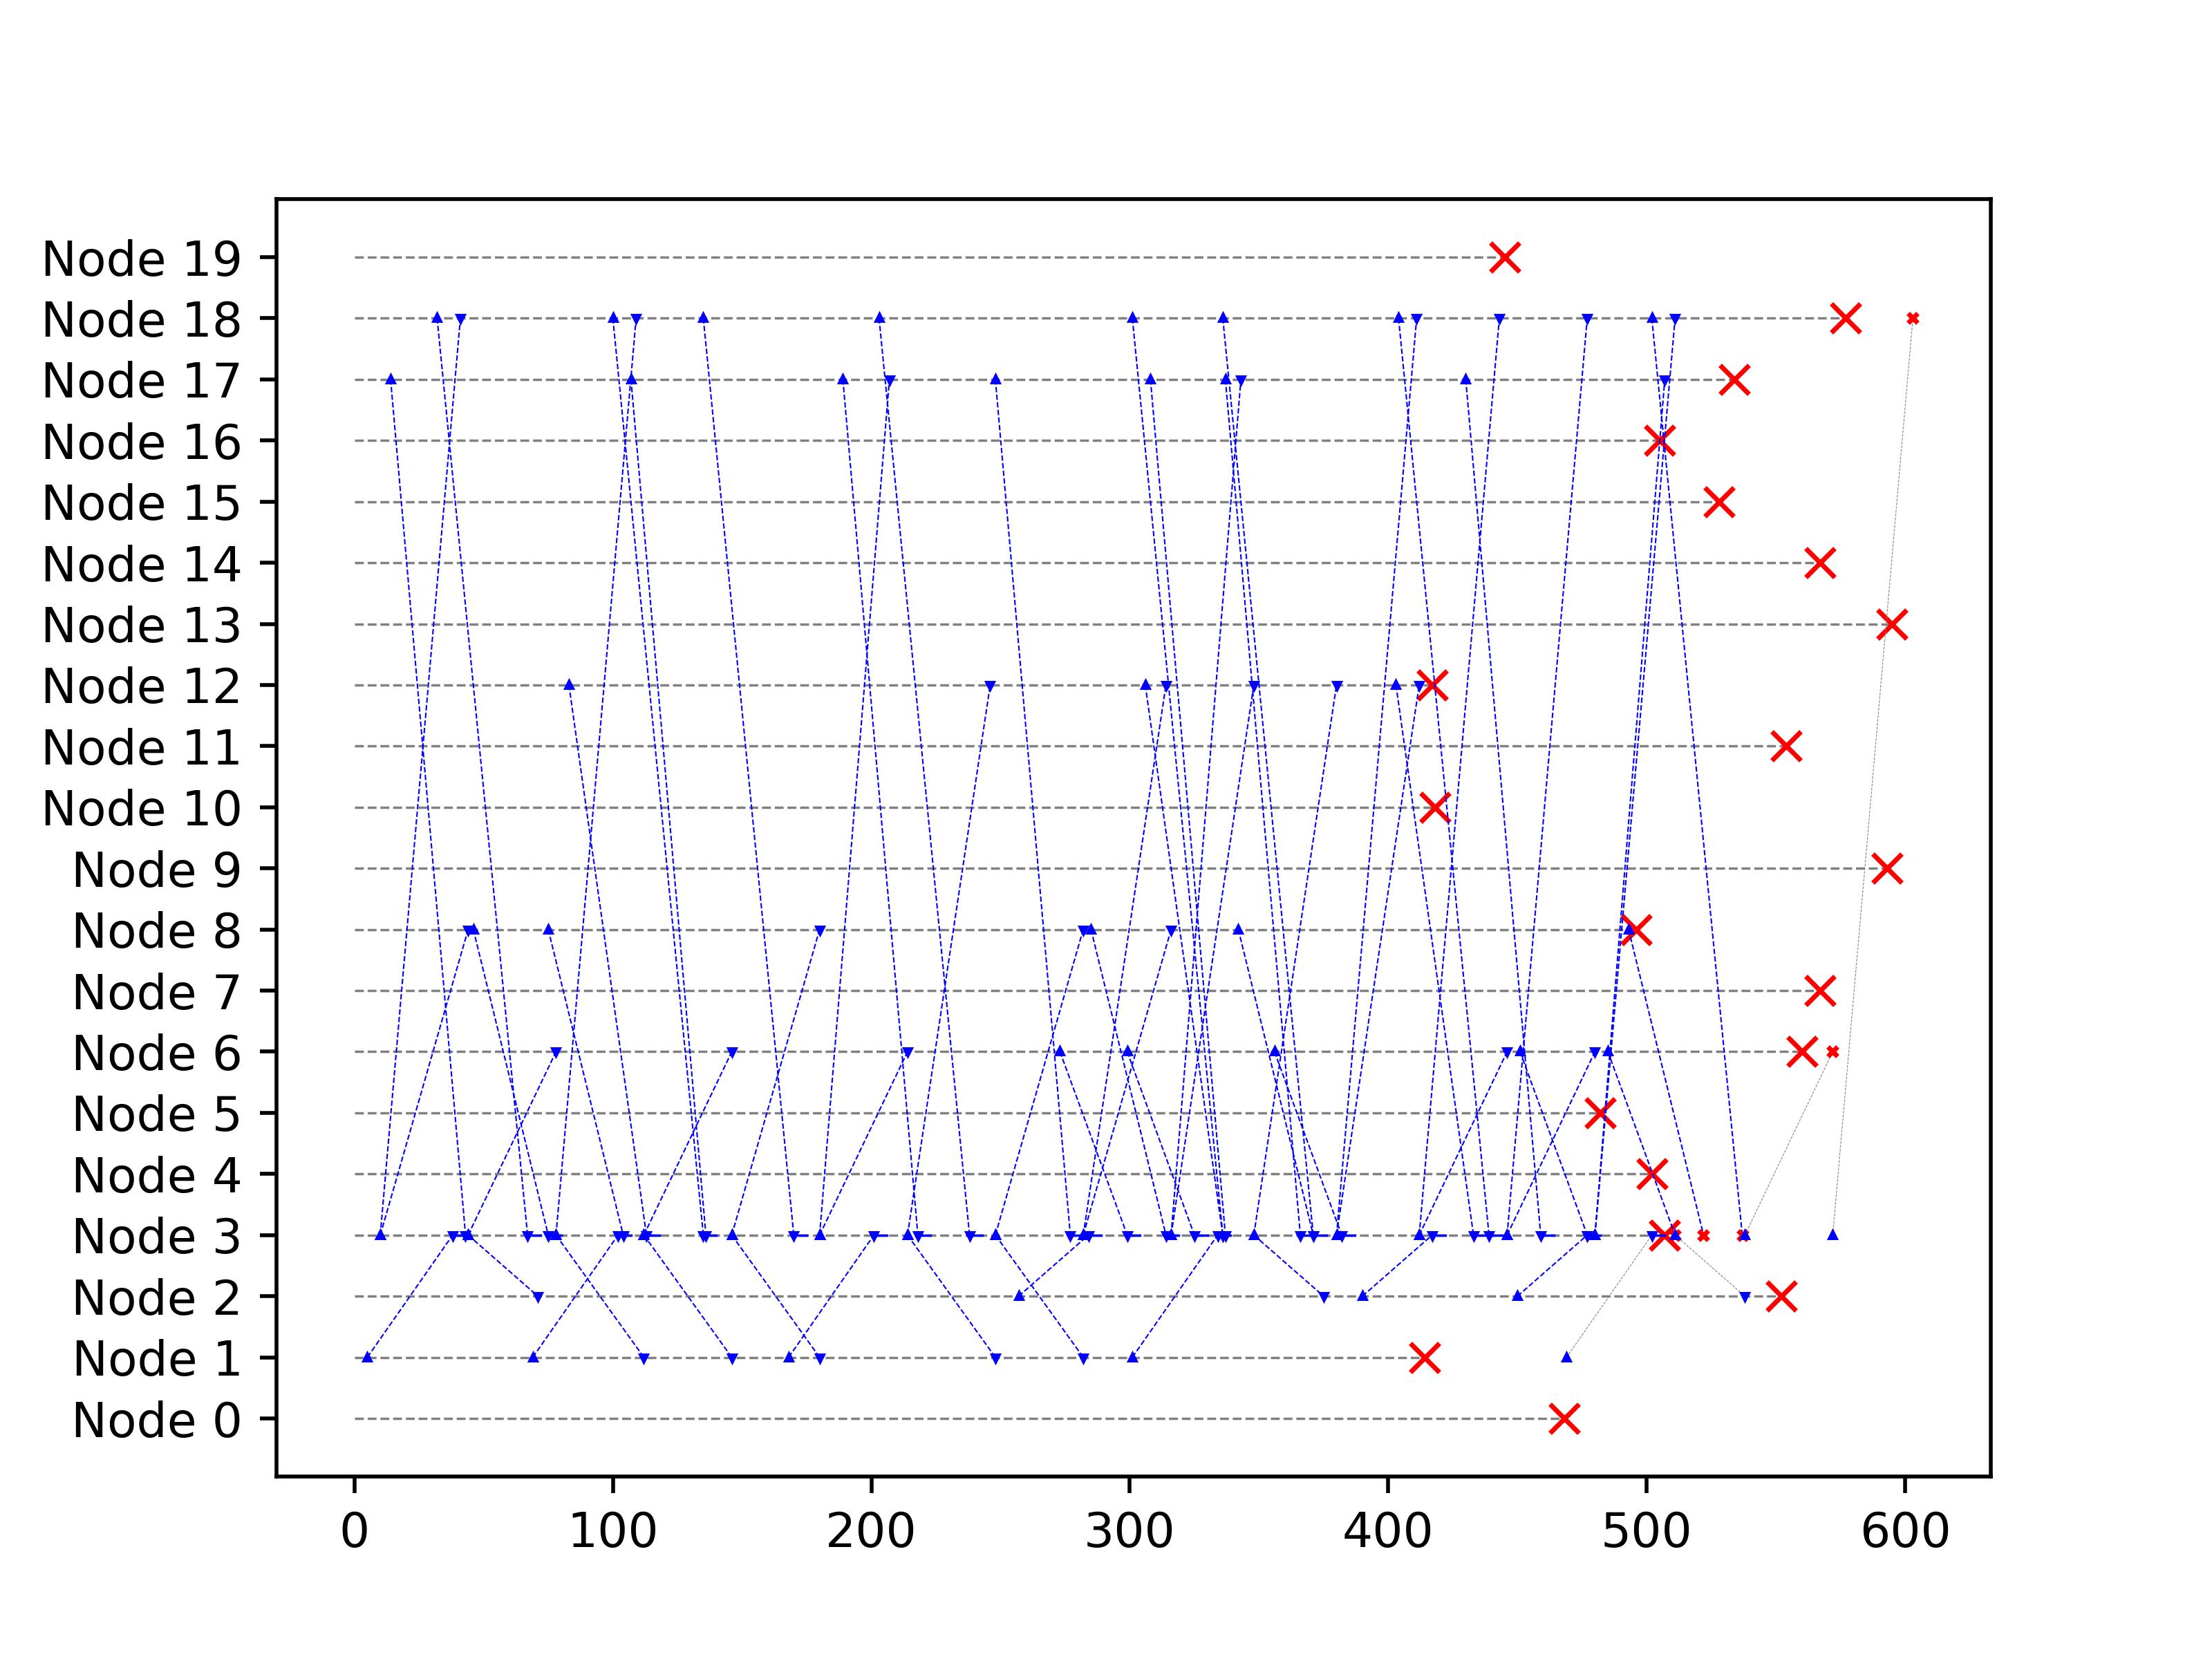 Node 19
Node 18
Node 17
Node 16
Node 15
Node 14
Node 13
Node 12
Node 11
Node 10
Node 9
Node 8
Node 7
Node 6
Node 5
Node 4
Node 3
Node 2
Node 1
Node 0
0 100 200 300 400 500 600